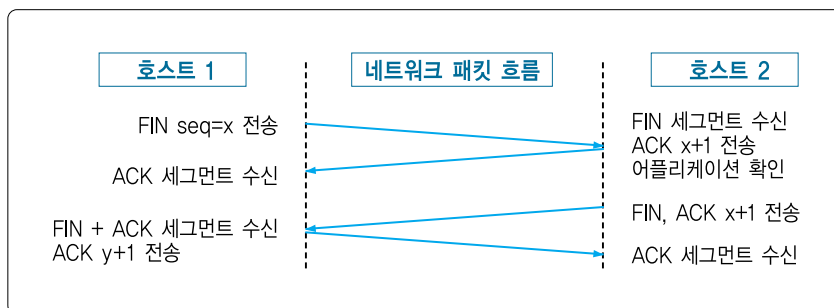 호스트 1
네트워크 패킷 흐름
호스트 2
FIN seq=x 전송
FIN 세그먼트 수신
ACK x+1 전송
어플리케이션 확인
ACK 세그먼트 수신
FIN, ACK x+1 전송
FIN + ACK 세그먼트 수신
ACK y+1 전송
ACK 세그먼트 수신